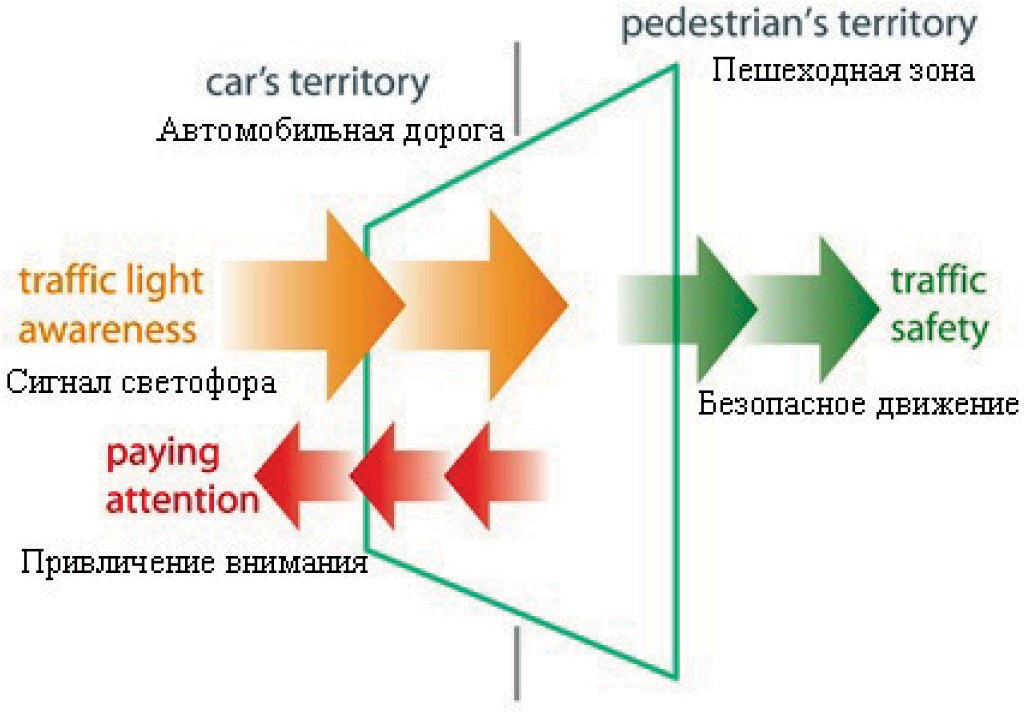 pedestrian's territory
Пешеходная зона
car's territory
Автомобильная дорога
traffic light
awareness
Сигнал светофора
traffic
safety
Безопасное движение
paying
attention
Привличение внимания